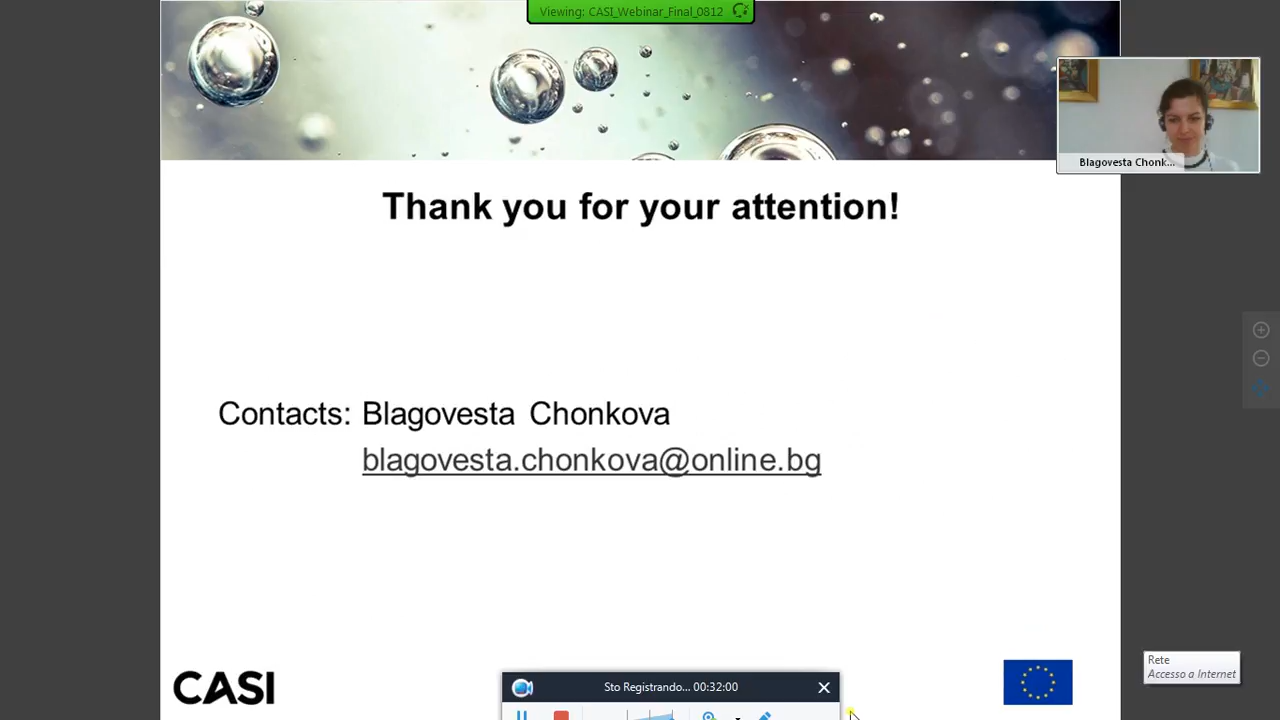 Viewing: CASI_Webinar_Final_0812
Blagovesta Chonk...
Thank you for your attention!
Contacts: Blagovesta Chonkova
blagovesta.chonkova@online.bg
CASI
Rete
Accesso a Internet
Sto Registrando... 00:32:00